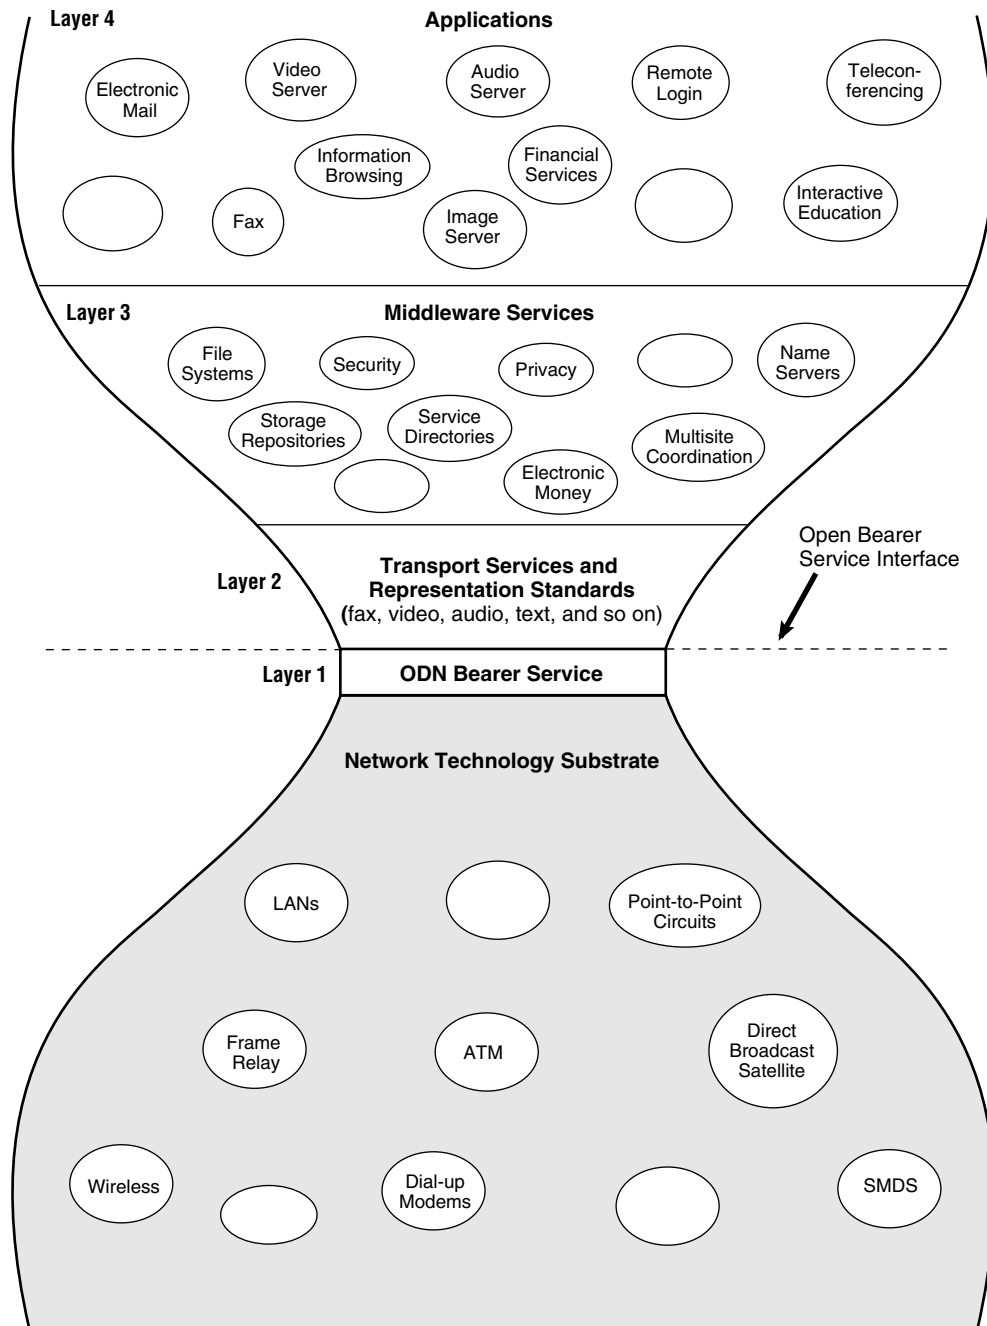 Layer 4
Applications
Electronic
Mail
Video
Server
Audio
Server
Remote
Login
Telecon-
ferencing
Information
Browsing
Financial
Services
Fax
Image
Server
Interactive
Education
Layer 3
Middleware Services
File
Systems
Security
Privacy
Name
Servers
Storage
Repositories
Service
Directories
Multisite
Coordination
Electronic
Money
Open Bearer
Service Interface
Layer 2
Transport Services and
Representation Standards
(fax, video, audio, text, and so on)
Layer 1
ODN Bearer Service
Network Technology Substrate
LANs
Point-to-Point
Circuits
Frame
Relay
ATM
Direct
Broadcast
Satellite
Wireless
Dial-up
Modems
SMDS